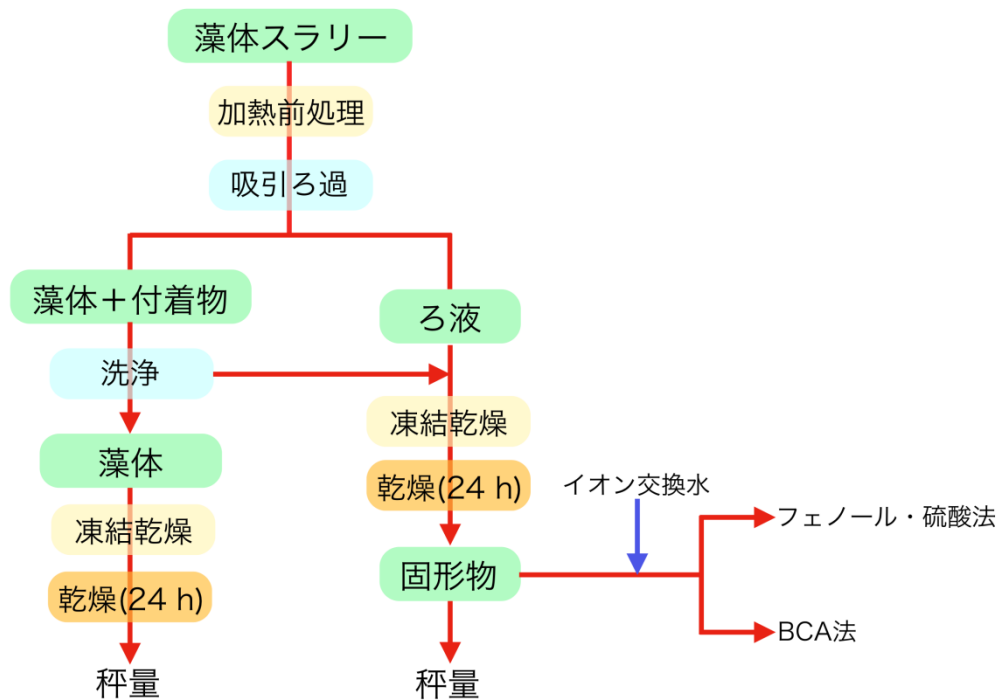 藻体スラリー
加熱前処理
吸引ろ過
藻体＋付着物
洗浄
藻体
凍結乾燥
乾燥(24 h)
秤量
ろ液
凍結乾燥
乾燥(24 h)
固形物
秤量
イオン交換水
フェノール・硫酸法
BCA法